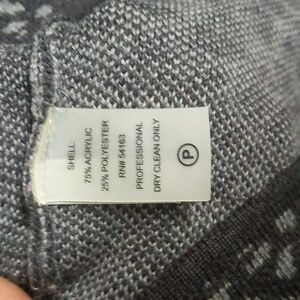 SHELL:
75% ACRYLIC
25% POLYESTER
RN# 54163
PROFESSIONAL
DRY CLEAN ONLY
P